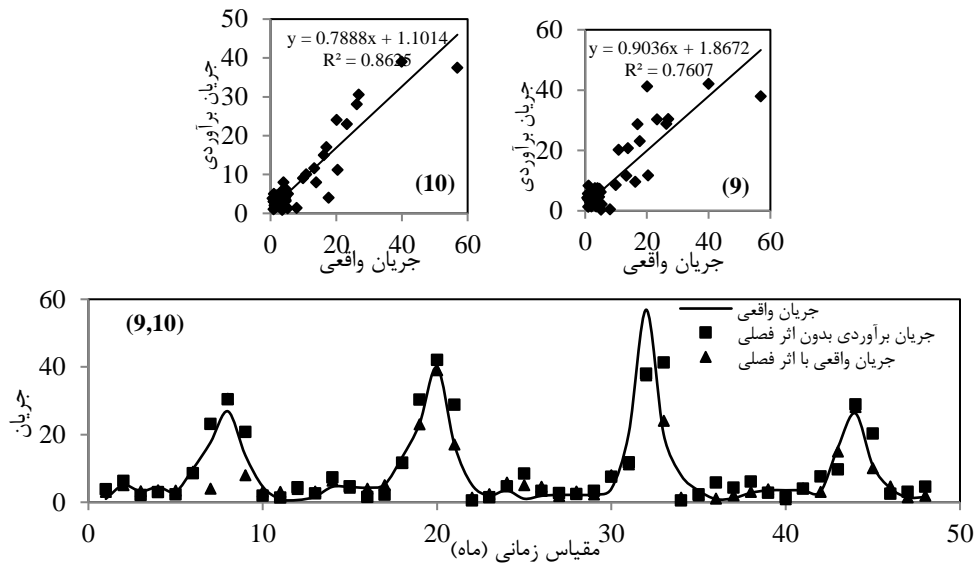 50
40
30
20
10
0
y = 0.7888x + 1.1014
R² = 0.8625
(10)
جریان برآوردی
0 20 40 60
جریان واقعی
60
40
20
0
y = 0.9036x + 1.8672
R² = 0.7607
(9)
جریان برآوردی
0 20 40 60
جریان واقعی
60
40
20
0
(9,10)
جریان واقعی
جریان برآوردی بدون اثر فصلی
جریان واقعی با اثر فصلی
جریان
0 10 20 30 40 50
مقیاس زمانی (ماه)